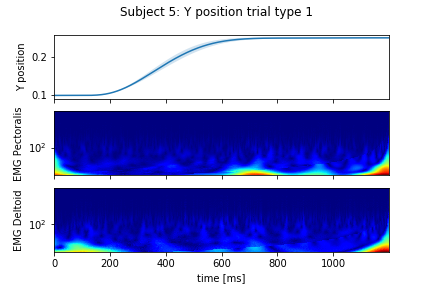 Subject 5: Y position trial type 1
Y position
0.2
0.1
EMG Pectoralis
10²
EMG Deltoid
10²
0 200 400 600 800 1000
time [ms]